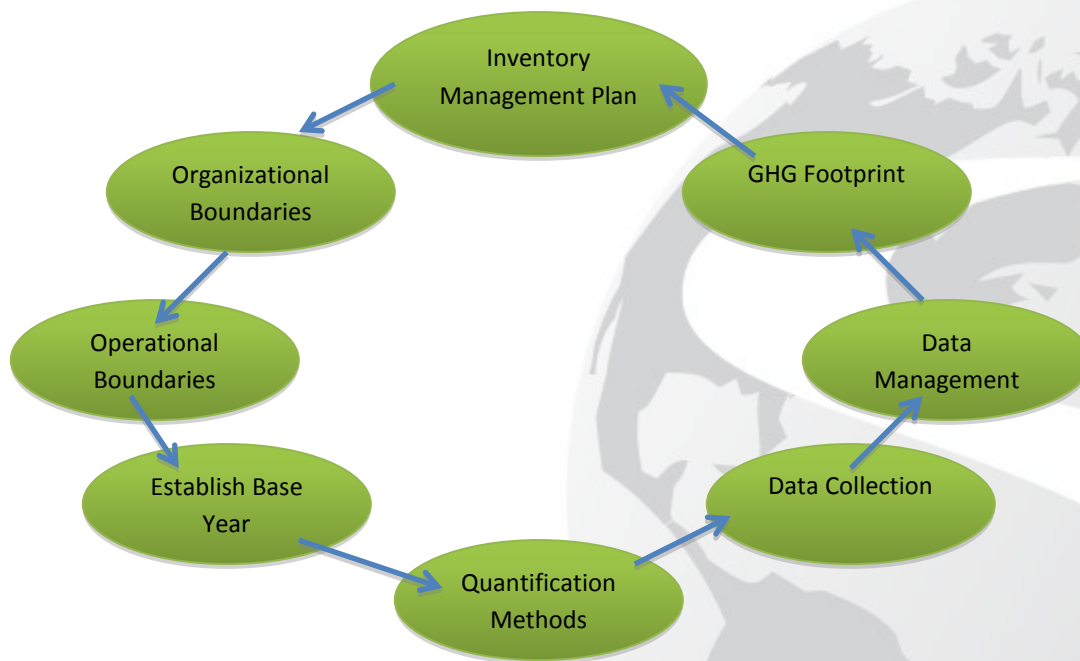 Inventory
Management Plan
Organizational
Boundaries
GHG Footprint
Operational
Boundaries
Data
Management
Establish Base
Year
Data Collection
Quantification
Methods